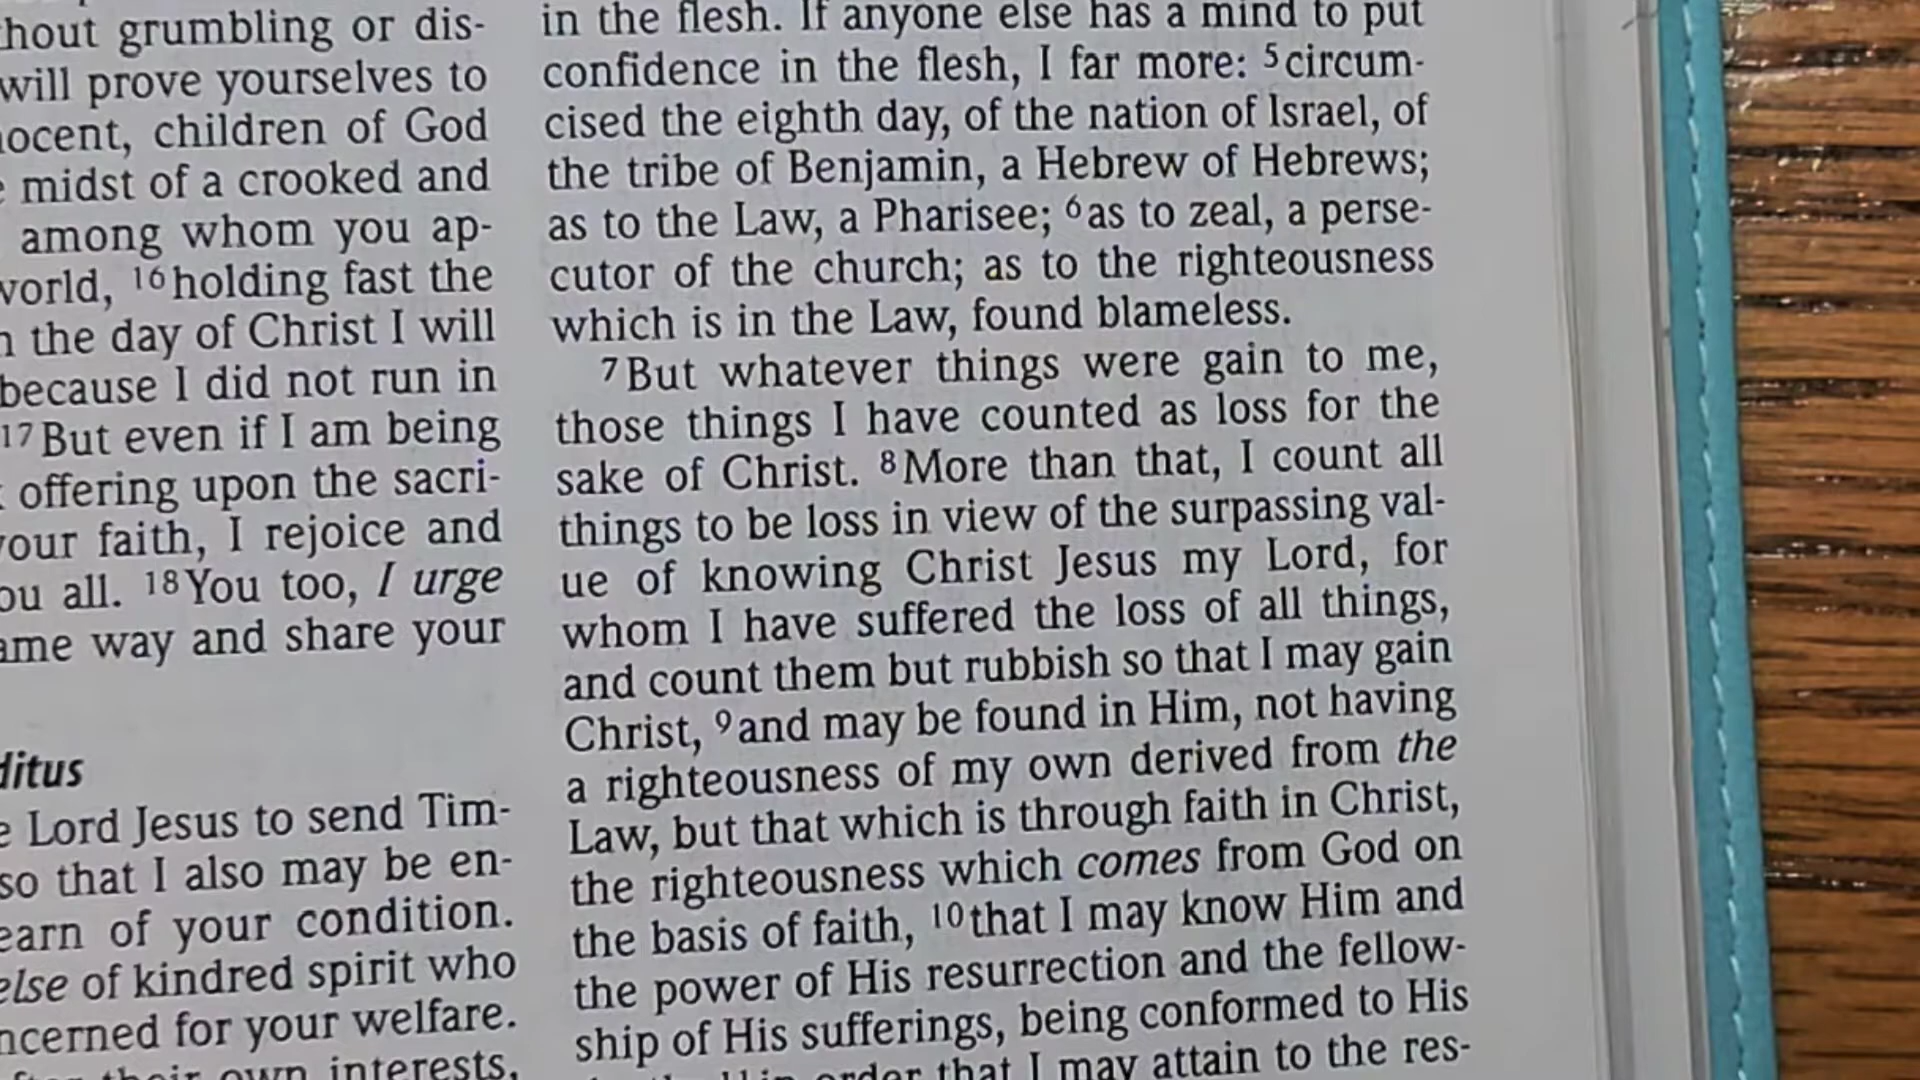 hout grumbling or dis-
will prove yourselves to
ocent, children of God
midst of a crooked and
among whom you ap-
vorld, 16 holding fast the
the day of Christ I will
because I did not run in
17 But even if I am being
offering upon the sacri-
your faith, I rejoice and
ou all. 18 You too, I urge
ame way and share your
ditus
Lord Jesus to send Tim-
so that I also may be en-
earn of your condition.
else of kindred spirit who
ncerned for your welfare.
their own interests,
in the flesh. If anyone else has a mind to put
confidence in the flesh, I far more: 5 circum-
cised the eighth day, of the nation of Israel, of
the tribe of Benjamin, a Hebrew of Hebrews;
as to the Law, a Pharisee; 6 as to zeal, a perse-
cutor of the church; as to the righteousness
which is in the Law, found blameless.
7 But whatever things were gain to me,
those things I have counted as loss for the
sake of Christ. 8 More than that, I count all
things to be loss in view of the surpassing val-
ue of knowing Christ Jesus my Lord, for
whom I have suffered the loss of all things,
and count them but rubbish so that I may gain
Christ, 9 and may be found in Him, not having
a righteousness of my own derived from the
Law, but that which is through faith in Christ,
the righteousness which comes from God on
the basis of faith, 10 that I may know Him and
the power of His resurrection and the fellow-
ship of His sufferings, being conformed to His
order that I may attain to the res-